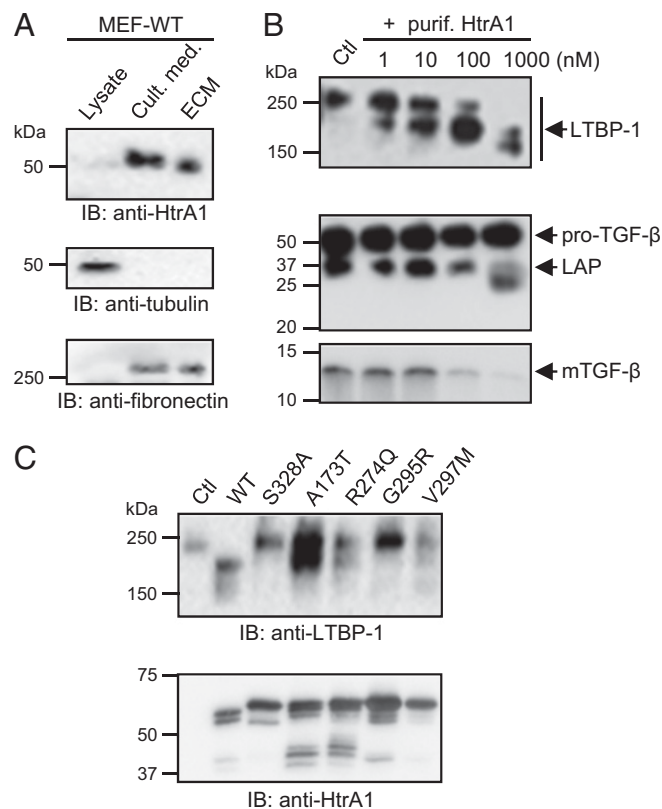 A
MEF-WT
Lysate
Cult. med.
ECM
kDa
50
IB: anti-HtrA1
50
IB: anti-tubulin
250
IB: anti-fibronectin
B
+ purif. HtrA1
Ctl 1 10 100 1000 (nM)
kDa
250
150
LTBP-1
50
37
25
20
pro-TGF-β
LAP
15
10
mTGF-β
C
Ctl
WT
S328A
A173T
R274Q
G295R
V297M
kDa
250
150
IB: anti-LTBP-1
75
50
37
IB: anti-HtrA1